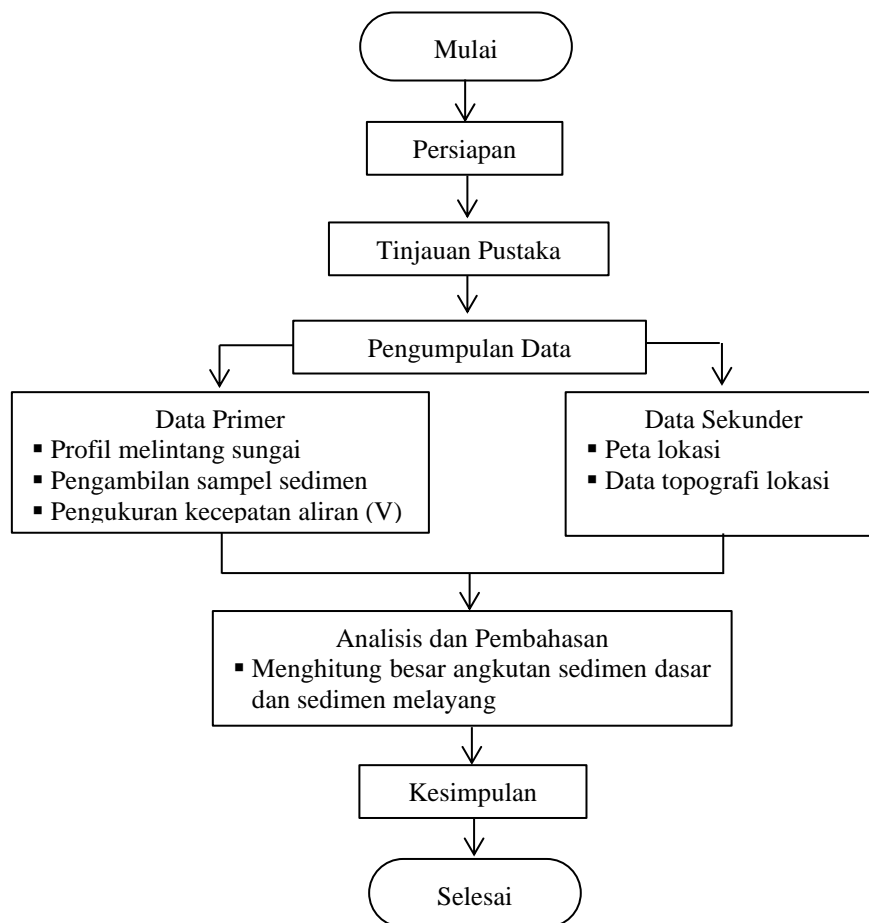 Mulai
Persiapan
Tinjauan Pustaka
Pengumpulan Data
Data Primer
▪ Profil melintang sungai
▪ Pengambilan sampel sedimen
▪ Pengukuran kecepatan aliran (V)
Data Sekunder
▪ Peta lokasi
▪ Data topografi lokasi
Analisis dan Pembahasan
▪ Menghitung besar angkutan sedimen dasar
dan sedimen melayang
Kesimpulan
Selesai